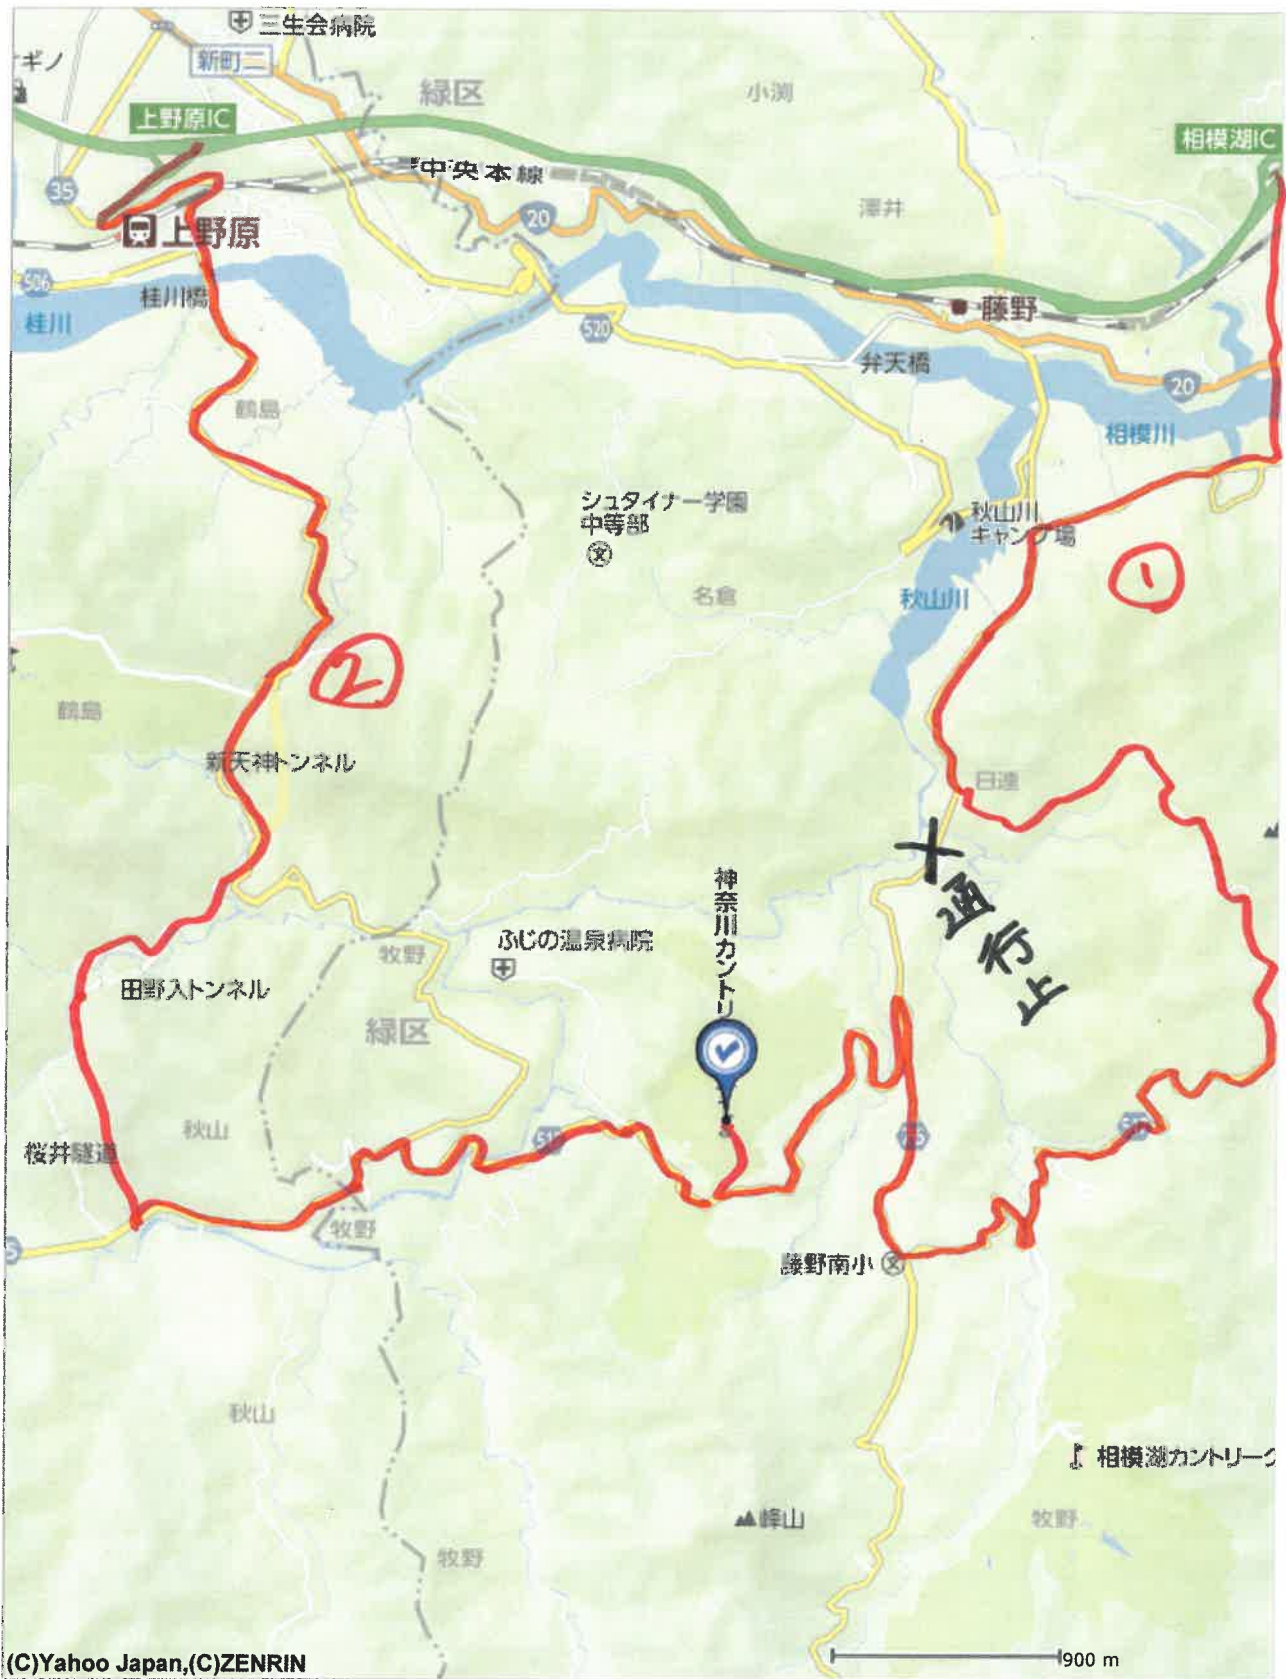 三生会病院
ギノ
新町二
緑区
小渕
上野原IC
相模湖IC
中央本線
35
20
澤井
上野原
506
桂川橋
桂川
藤野
520
弁天橋
20
鶴島
相模川
シュタイナー学園
中等部
秋山川
キャンプ場
①
名倉
秋山川
②
鶴島
新天神トンネル
日連
通行止
神奈川カントリ
ふじの温泉病院
牧野
田野入トンネル
緑区
秋山
桜井隧道
牧野
藤野南小
秋山
相模湖カントリーク
峰山
牧野
牧野
(C)Yahoo Japan,(C)ZENRIN
900 m